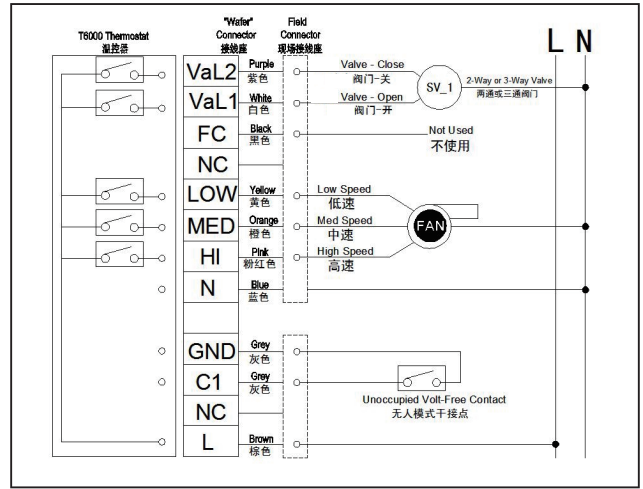 T6000 Thermostat
温控器
"Wafer"
Connector
接线座
Field
Connector
现场接线座
L N
VaL2 Purple
紫色
Valve - Close
阀门-关
VaL1 White
白色
Valve - Open
阀门-开
SV_1
2-Way or 3-Way Valve
两通或三通阀门
FC Black
黑色
Not Used
不使用
NC
LOW Yellow
黄色
Low Speed
低速
MED Orange
橙色
Med Speed
中速
FAN
HI Pink
粉红色
High Speed
高速
N Blue
蓝色
GND Grey
灰色
C1 Grey
灰色
Unoccupied Volt-Free Contact
无人模式干接点
NC
L Brown
棕色